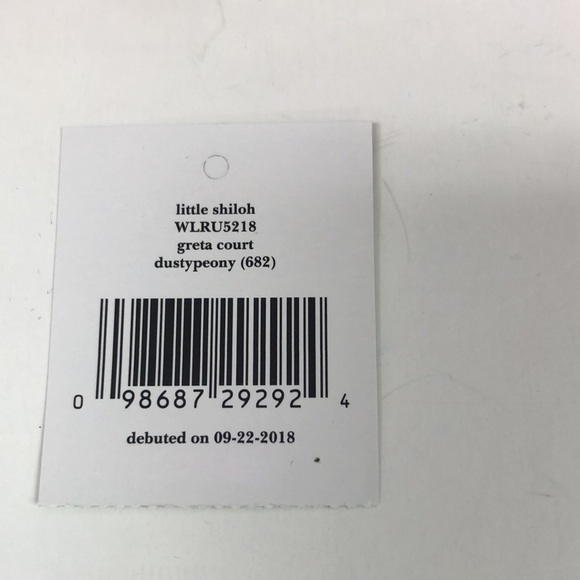 little shiloh
WLRU5218
greta court
dustypeony (682)
0 98687 29292 4
debuted on 09-22-2018